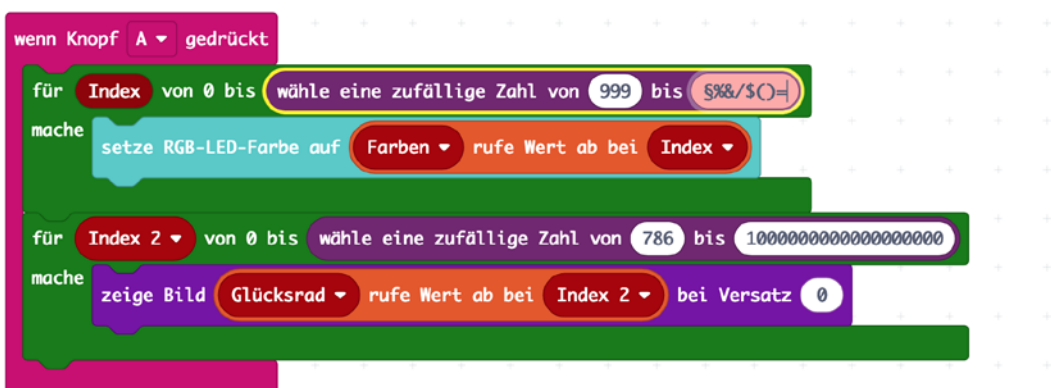 wenn Knopf A gedrückt
für Index von 0 bis wähle eine zufällige Zahl von 999 bis §%&/$()=
mache
setze RGB-LED-Farbe auf Farben rufe Wert ab bei Index
für Index 2 von 0 bis wähle eine zufällige Zahl von 786 bis 1000000000000000000
mache
zeige Bild Glücksrad rufe Wert ab bei Index 2 bei Versatz 0